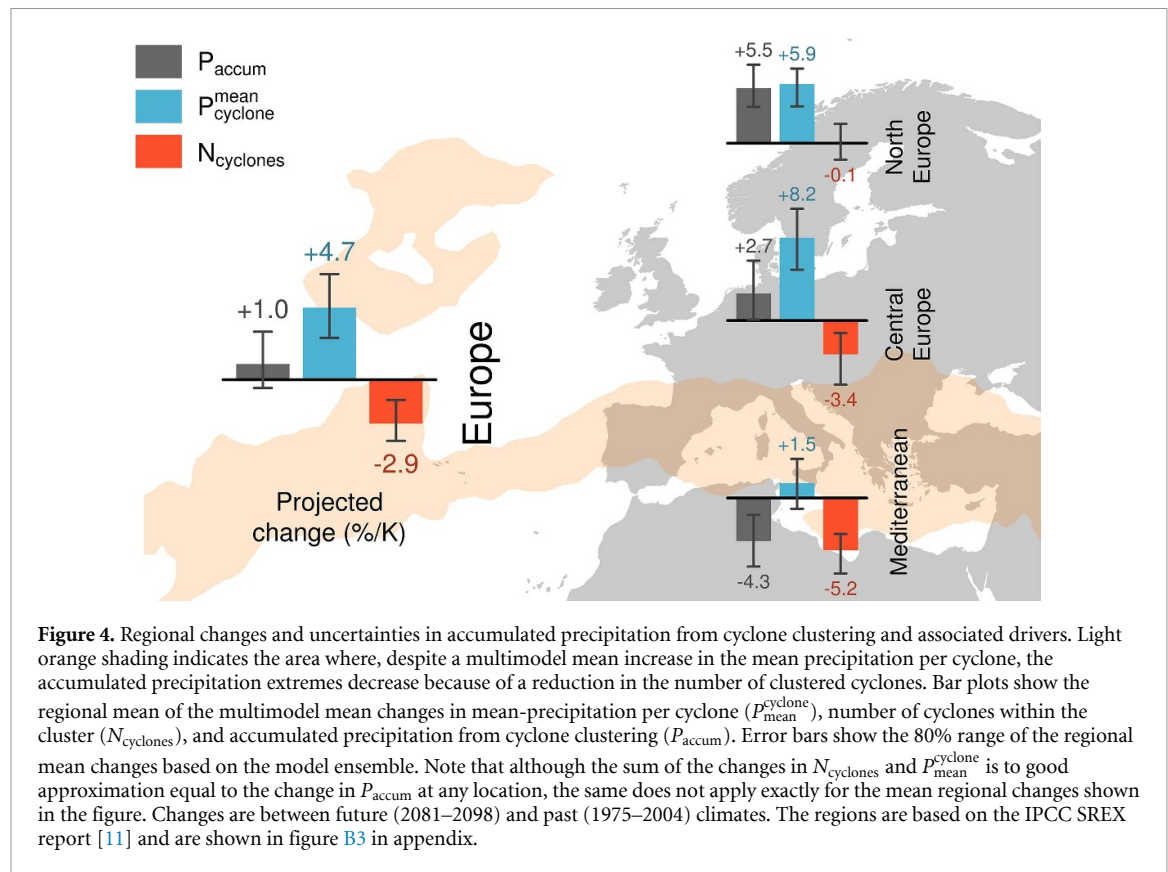 P_accum
P^mean_cyclone
N_cyclones
+5.5 +5.9
-0.1
North
Europe
+8.2
+2.7
-3.4
Central
Europe
+4.7
+1.0
-2.9
Europe
Projected
change (%/K)
+1.5
-4.3
-5.2
Mediterranean
Figure 4. Regional changes and uncertainties in accumulated precipitation from cyclone clustering and associated drivers. Light
orange shading indicates the area where, despite a multimodel mean increase in the mean precipitation per cyclone, the
accumulated precipitation extremes decrease because of a reduction in the number of clustered cyclones. Bar plots show the
regional mean of the multimodel mean changes in mean-precipitation per cyclone (P^cyclone_mean), number of cyclones within the
cluster (N_cyclones), and accumulated precipitation from cyclone clustering (P_accum). Error bars show the 80% range of the regional
mean changes based on the model ensemble. Note that although the sum of the changes in N_cyclones and P^cyclone_mean is to good
approximation equal to the change in P_accum at any location, the same does not apply exactly for the mean regional changes shown
in the figure. Changes are between future (2081–2098) and past (1975–2004) climates. The regions are based on the IPCC SREX
report [11] and are shown in figure B3 in appendix.